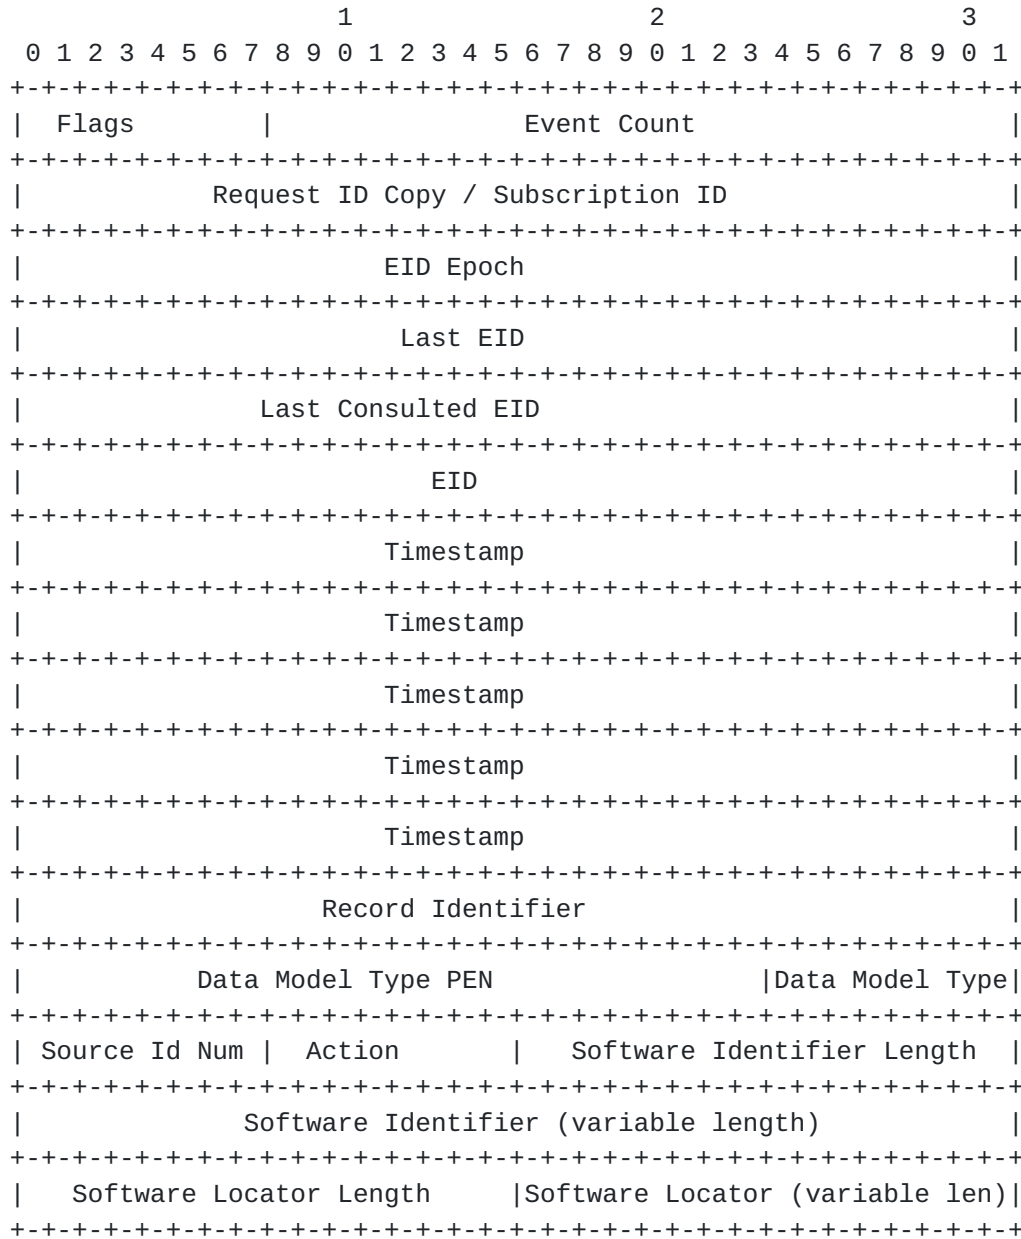 1                   2                   3
 0 1 2 3 4 5 6 7 8 9 0 1 2 3 4 5 6 7 8 9 0 1 2 3 4 5 6 7 8 9 0 1
+-+-+-+-+-+-+-+-+-+-+-+-+-+-+-+-+-+-+-+-+-+-+-+-+-+-+-+-+-+-+-+-+
|  Flags        |                Event Count                    |
+-+-+-+-+-+-+-+-+-+-+-+-+-+-+-+-+-+-+-+-+-+-+-+-+-+-+-+-+-+-+-+-+
|            Request ID Copy / Subscription ID                  |
+-+-+-+-+-+-+-+-+-+-+-+-+-+-+-+-+-+-+-+-+-+-+-+-+-+-+-+-+-+-+-+-+
|                       EID Epoch                               |
+-+-+-+-+-+-+-+-+-+-+-+-+-+-+-+-+-+-+-+-+-+-+-+-+-+-+-+-+-+-+-+-+
|                        Last EID                               |
+-+-+-+-+-+-+-+-+-+-+-+-+-+-+-+-+-+-+-+-+-+-+-+-+-+-+-+-+-+-+-+-+
|               Last Consulted EID                              |
+-+-+-+-+-+-+-+-+-+-+-+-+-+-+-+-+-+-+-+-+-+-+-+-+-+-+-+-+-+-+-+-+
|                          EID                                  |
+-+-+-+-+-+-+-+-+-+-+-+-+-+-+-+-+-+-+-+-+-+-+-+-+-+-+-+-+-+-+-+-+
|                       Timestamp                               |
+-+-+-+-+-+-+-+-+-+-+-+-+-+-+-+-+-+-+-+-+-+-+-+-+-+-+-+-+-+-+-+-+
|                       Timestamp                               |
+-+-+-+-+-+-+-+-+-+-+-+-+-+-+-+-+-+-+-+-+-+-+-+-+-+-+-+-+-+-+-+-+
|                       Timestamp                               |
+-+-+-+-+-+-+-+-+-+-+-+-+-+-+-+-+-+-+-+-+-+-+-+-+-+-+-+-+-+-+-+-+
|                       Timestamp                               |
+-+-+-+-+-+-+-+-+-+-+-+-+-+-+-+-+-+-+-+-+-+-+-+-+-+-+-+-+-+-+-+-+
|                       Timestamp                               |
+-+-+-+-+-+-+-+-+-+-+-+-+-+-+-+-+-+-+-+-+-+-+-+-+-+-+-+-+-+-+-+-+
|                   Record Identifier                           |
+-+-+-+-+-+-+-+-+-+-+-+-+-+-+-+-+-+-+-+-+-+-+-+-+-+-+-+-+-+-+-+-+
|           Data Model Type PEN                 |Data Model Type|
+-+-+-+-+-+-+-+-+-+-+-+-+-+-+-+-+-+-+-+-+-+-+-+-+-+-+-+-+-+-+-+-+
| Source Id Num |  Action       |   Software Identifier Length  |
+-+-+-+-+-+-+-+-+-+-+-+-+-+-+-+-+-+-+-+-+-+-+-+-+-+-+-+-+-+-+-+-+
|              Software Identifier (variable length)            |
+-+-+-+-+-+-+-+-+-+-+-+-+-+-+-+-+-+-+-+-+-+-+-+-+-+-+-+-+-+-+-+-+
|   Software Locator Length     |Software Locator (variable len)|
+-+-+-+-+-+-+-+-+-+-+-+-+-+-+-+-+-+-+-+-+-+-+-+-+-+-+-+-+-+-+-+-+